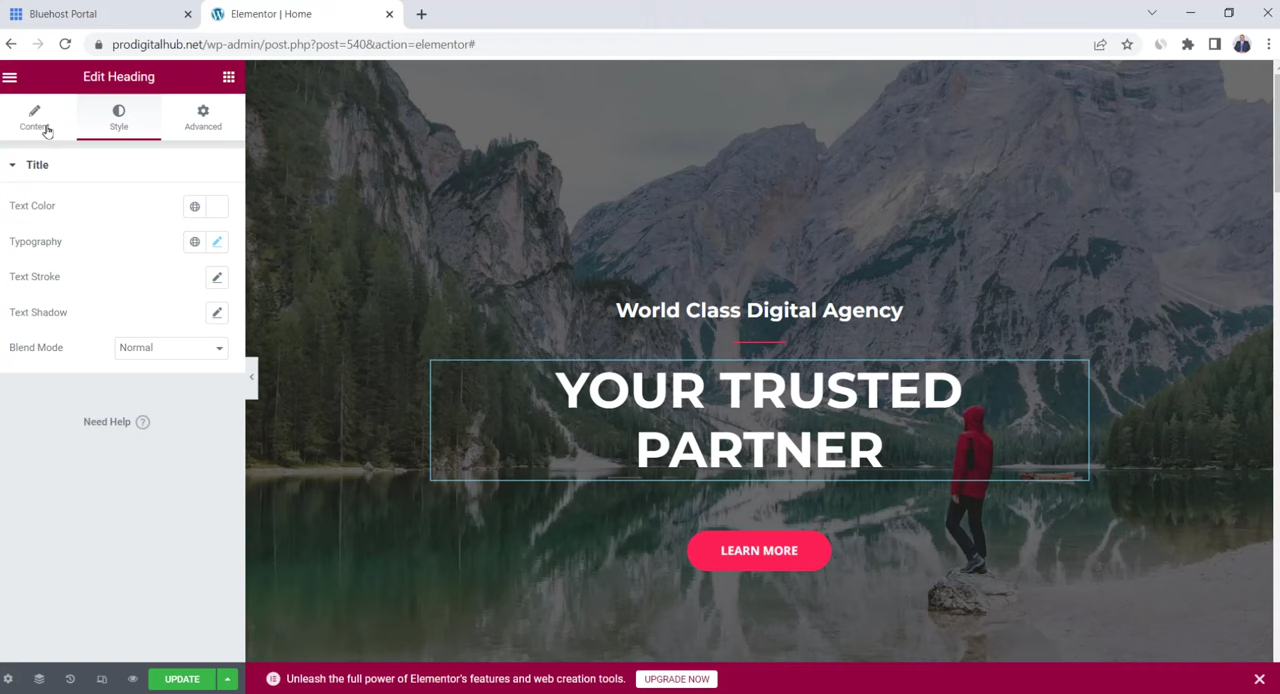 Bluehost Portal
Elementor | Home
prodigitalhub.net/wp-admin/post.php?post=540&action=elementor#
Edit Heading
Content
Style
Advanced
Title
Text Color
Typography
Text Stroke
Text Shadow
Blend Mode
Normal
Need Help ?
World Class Digital Agency
YOUR TRUSTED
PARTNER
LEARN MORE
UPDATE
Unleash the full power of Elementor's features and web creation tools.
UPGRADE NOW